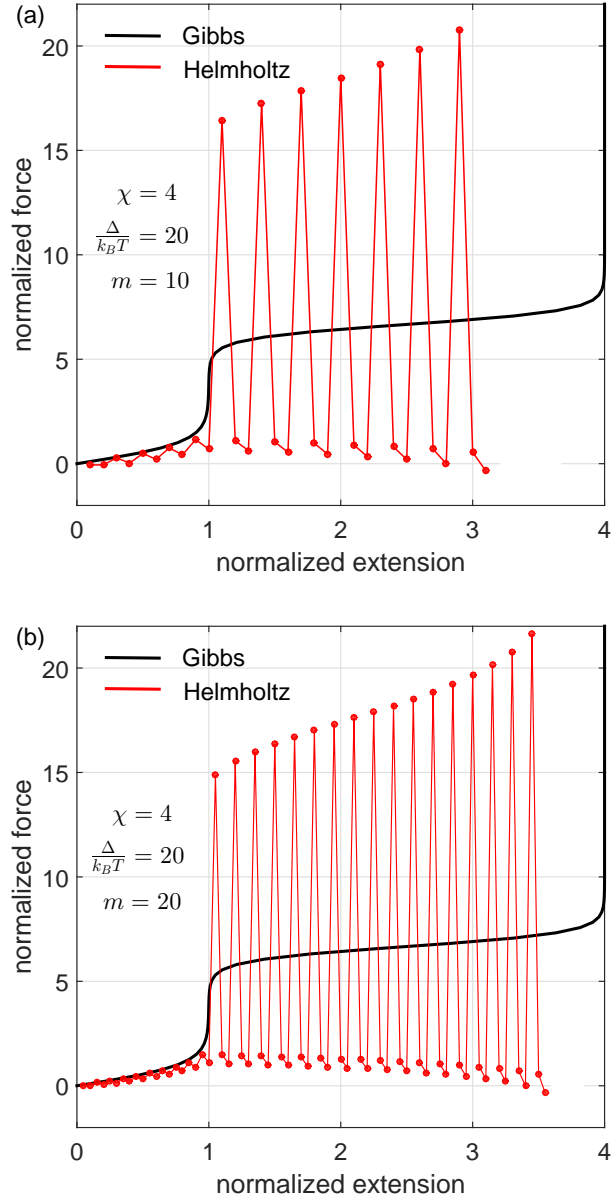 (a)
Gibbs
Helmholtz
χ = 4
Δ/k_BT = 20
m = 10
normalized force
0
5
10
15
20
0 1 2 3 4
normalized extension
(b)
Gibbs
Helmholtz
χ = 4
Δ/k_BT = 20
m = 20
normalized force
0
5
10
15
20
0 1 2 3 4
normalized extension